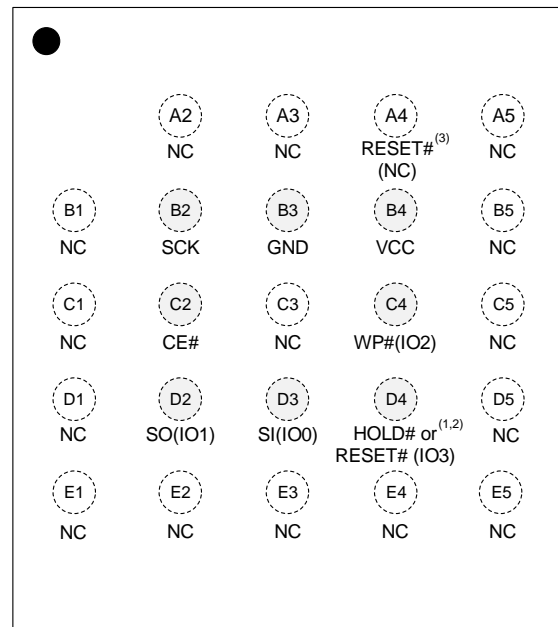 A2 A3 A4 A5
NC NC RESET#(3) NC
(NC)
B1 B2 B3 B4 B5
NC SCK GND VCC NC
C1 C2 C3 C4 C5
NC CE# NC WP#(IO2) NC
D1 D2 D3 D4 D5
NC SO(IO1) SI(IO0) HOLD# or(1,2) NC
RESET# (IO3)
E1 E2 E3 E4 E5
NC NC NC NC NC